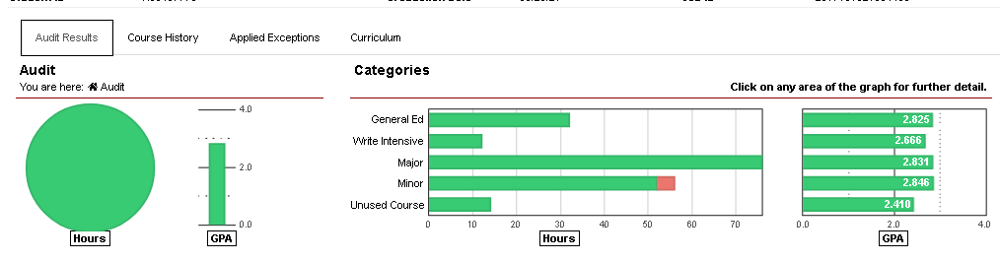 Audit Results Course History Applied Exceptions Curriculum
Audit
You are here: Audit
4.0
2.0
0.0
Hours GPA
Categories
Click on any area of the graph for further detail.
General Ed
Write Intensive
Major
Minor
Unused Course
0 10 20 30 40 50 60 70
Hours
2.825
2.666
2.831
2.846
2.410
0.0 2.0 4.0
GPA